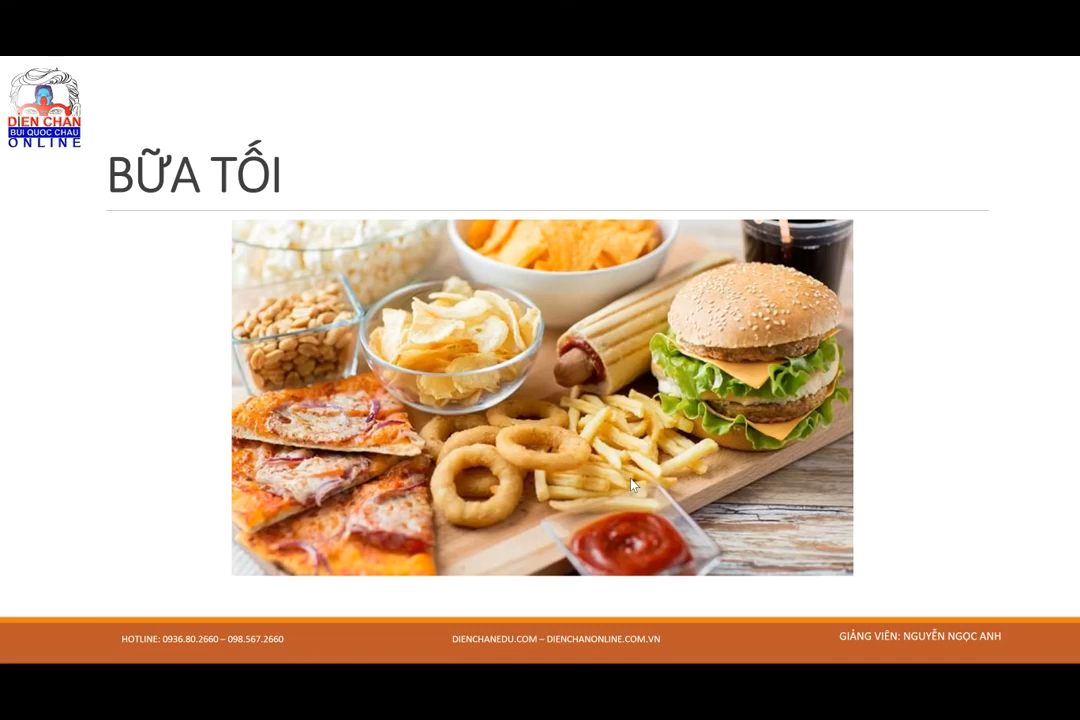 DIEN CHAN
BUI QUOC CHAU
ONLINE
BỮA TỐI
HOTLINE: 0936.80.2660 – 098.567.2660
DIENCHANEDU.COM – DIENCHANONLINE.COM.VN
GIẢNG VIÊN: NGUYỄN NGỌC ANH